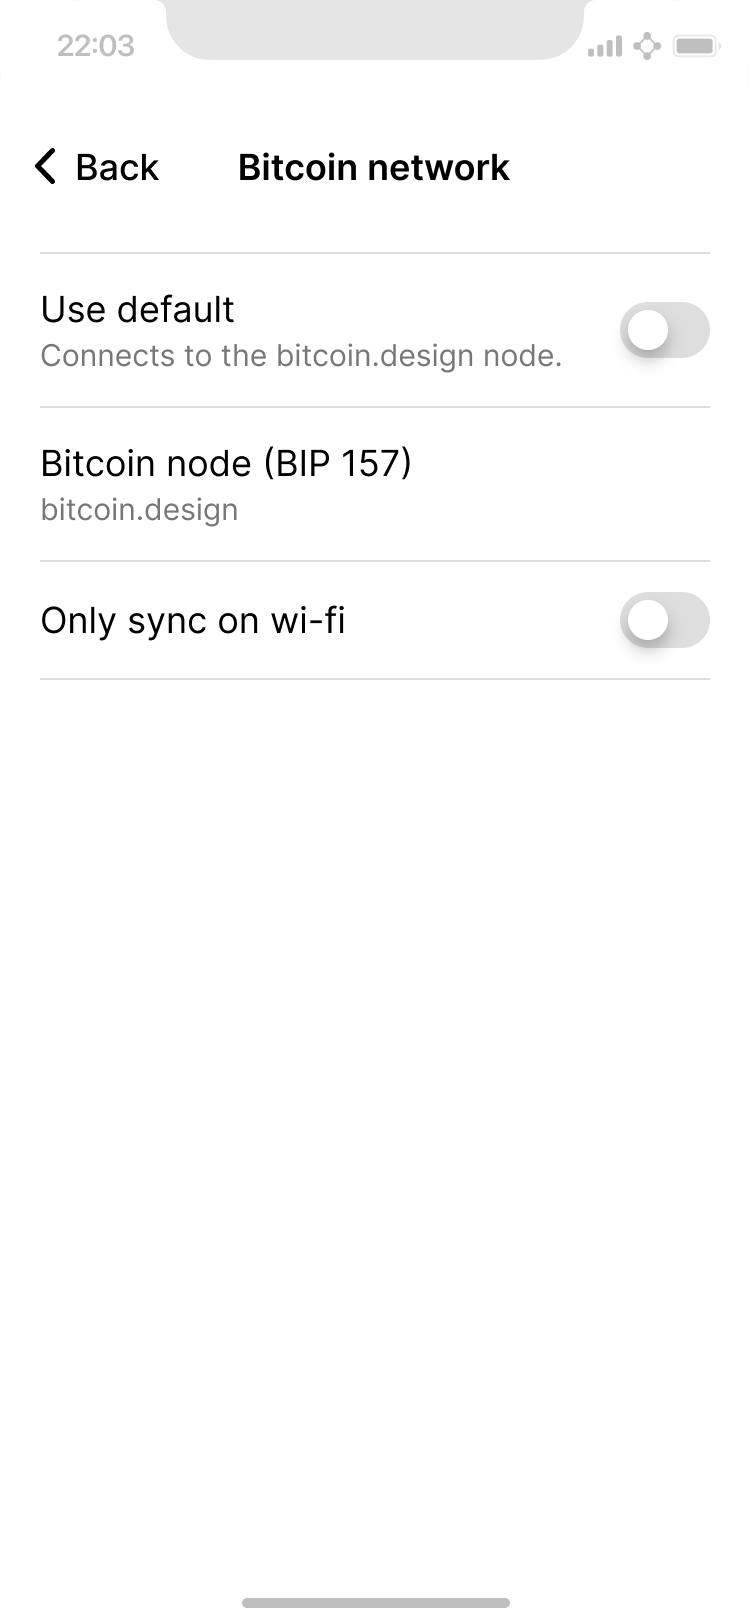 22:03
Back
Bitcoin network
Use default
Connects to the bitcoin.design node.
Bitcoin node (BIP 157)
bitcoin.design
Only sync on wi-fi